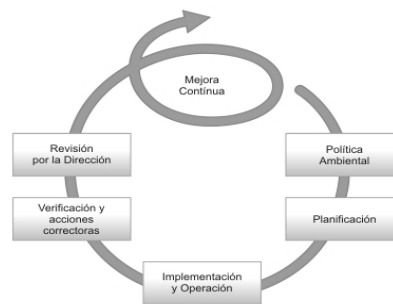 Mejora
Contínua
Revisión
por la Dirección
Política
Ambiental
Verificación y
acciones
correctoras
Planificación
Implementación
y Operación